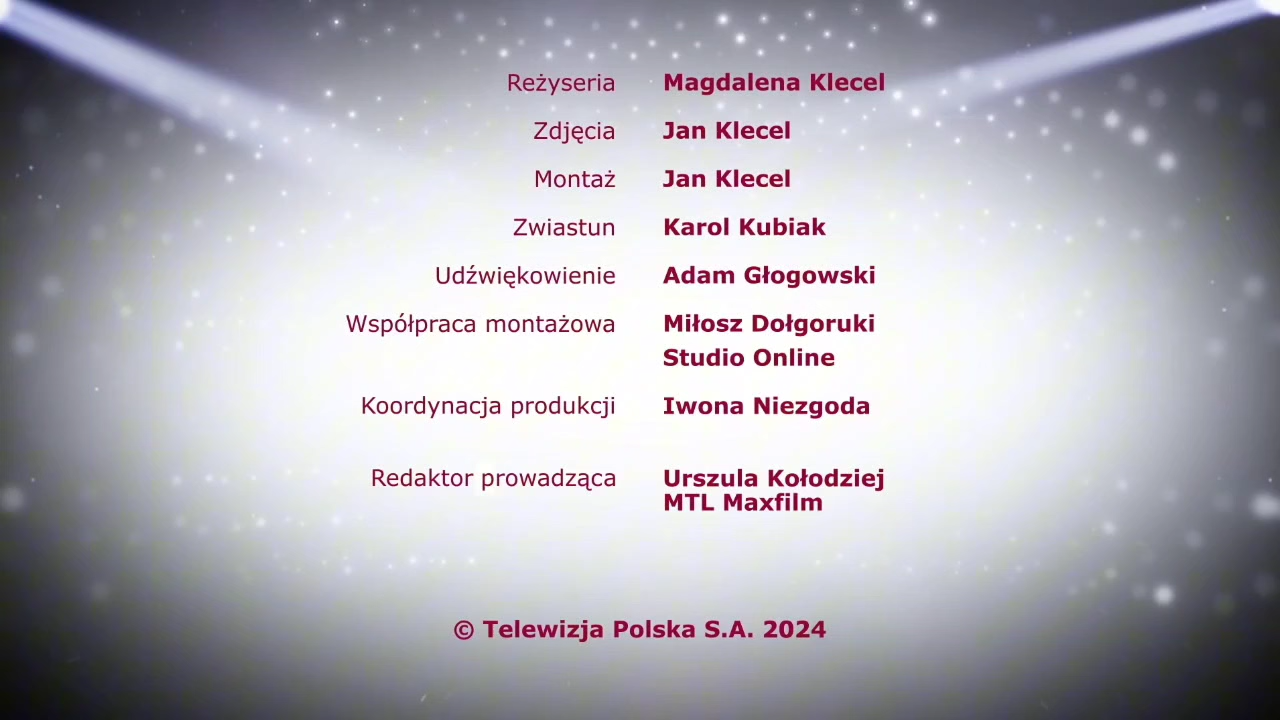 Reżyseria Magdalena Klecel
Zdjęcia Jan Klecel
Montaż Jan Klecel
Zwiastun Karol Kubiak
Udźwiękowienie Adam Głogowski
Współpraca montażowa Miłosz Dołgoruki
Studio Online
Koordynacja produkcji Iwona Niezgoda
Redaktor prowadząca Urszula Kołodziej
MTL Maxfilm
© Telewizja Polska S.A. 2024